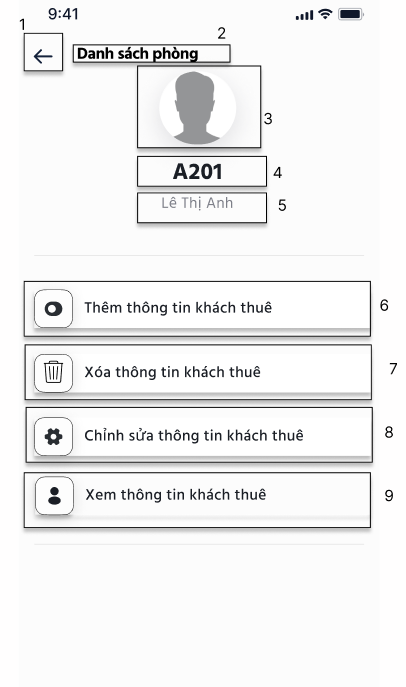 9:41
1
2
Danh sách phòng
3
A201
4
Lê Thị Anh
5
Thêm thông tin khách thuê
6
Xóa thông tin khách thuê
7
Chỉnh sửa thông tin khách thuê
8
Xem thông tin khách thuê
9